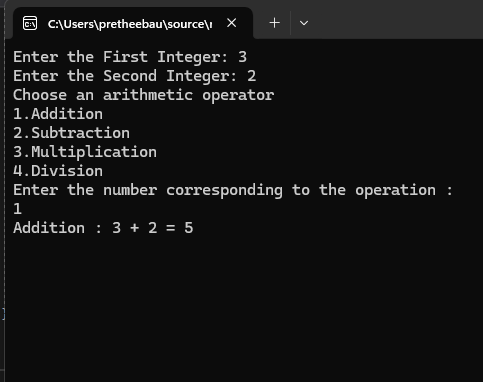 C:\Users\pretheebau\source\r
Enter the First Integer: 3
Enter the Second Integer: 2
Choose an arithmetic operator
1.Addition
2.Subtraction
3.Multiplication
4.Division
Enter the number corresponding to the operation :
1
Addition : 3 + 2 = 5